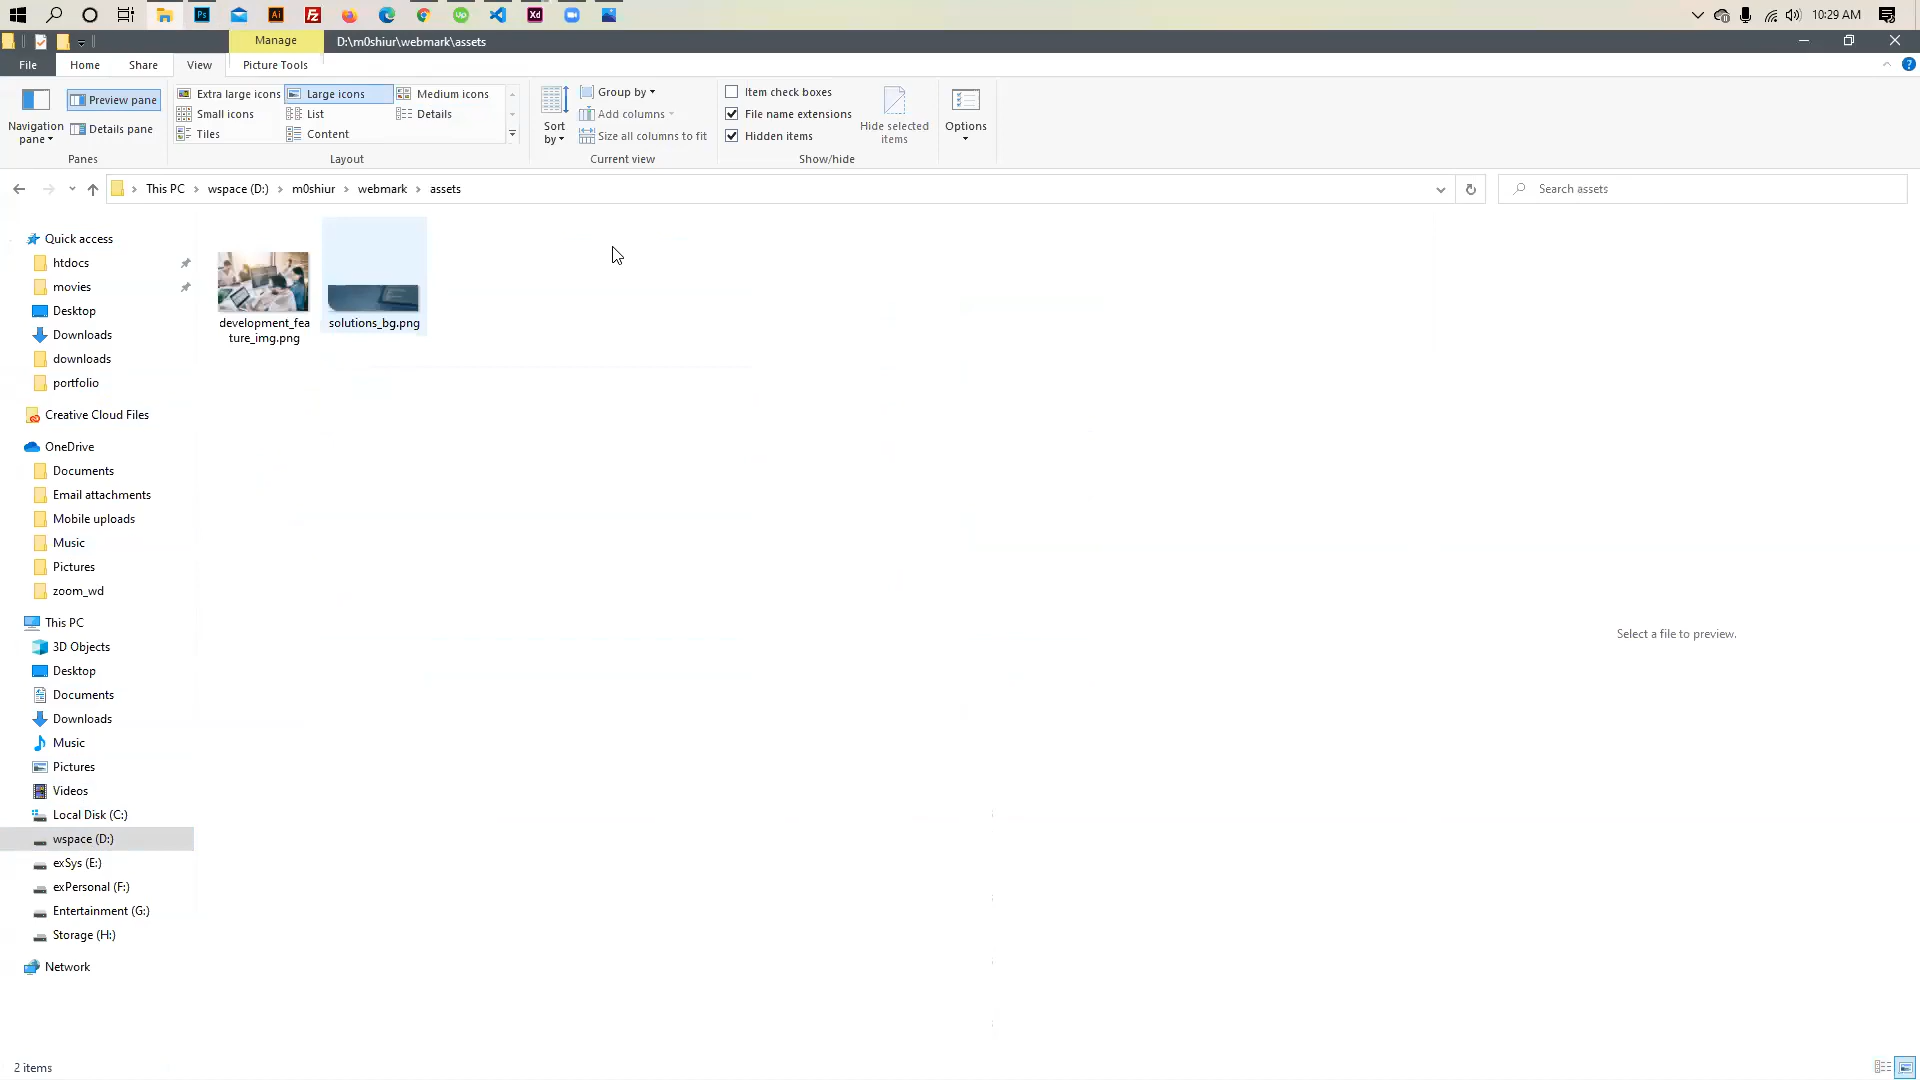 10:29 AM
Manage
D:\m0shiur\webmark\assets
File
Home
Share
View
Picture Tools
Navigation pane
Preview pane
Details pane
Panes
Extra large icons
Large icons
Medium icons
Small icons
List
Details
Tiles
Content
Layout
Sort by
Group by
Add columns
Size all columns to fit
Current view
Item check boxes
File name extensions
Hidden items
Hide selected items
Show/hide
Options
This PC
wspace (D:)
m0shiur
webmark
assets
Search assets
Quick access
htdocs
movies
Desktop
Downloads
downloads
portfolio
Creative Cloud Files
OneDrive
Documents
Email attachments
Mobile uploads
Music
Pictures
zoom_wd
This PC
3D Objects
Desktop
Documents
Downloads
Music
Pictures
Videos
Local Disk (C:)
wspace (D:)
exSys (E:)
exPersonal (F:)
Entertainment (G:)
Storage (H:)
Network
development_fea
ture_img.png
solutions_bg.png
Select a file to preview.
2 items
Ps
Ai
Fz
Up
Xd